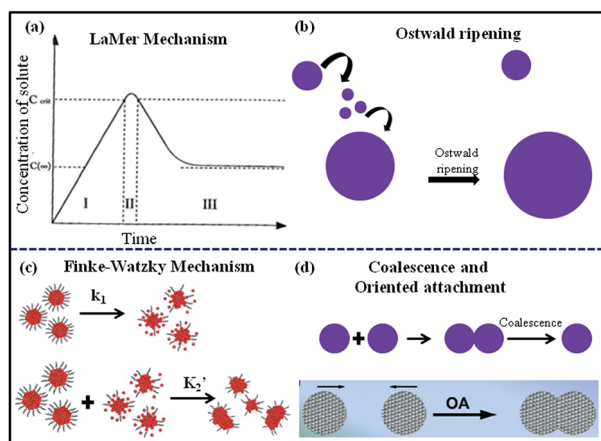 (a)
LaMer Mechanism
Concentration of solute
C crit
C(∞)
I
II
III
Time
(b)
Ostwald ripening
Ostwald
ripening
(c)
Finke-Watzky Mechanism
k1
+
K2'
(d)
Coalescence and
Oriented attachment
+
Coalescence
OA